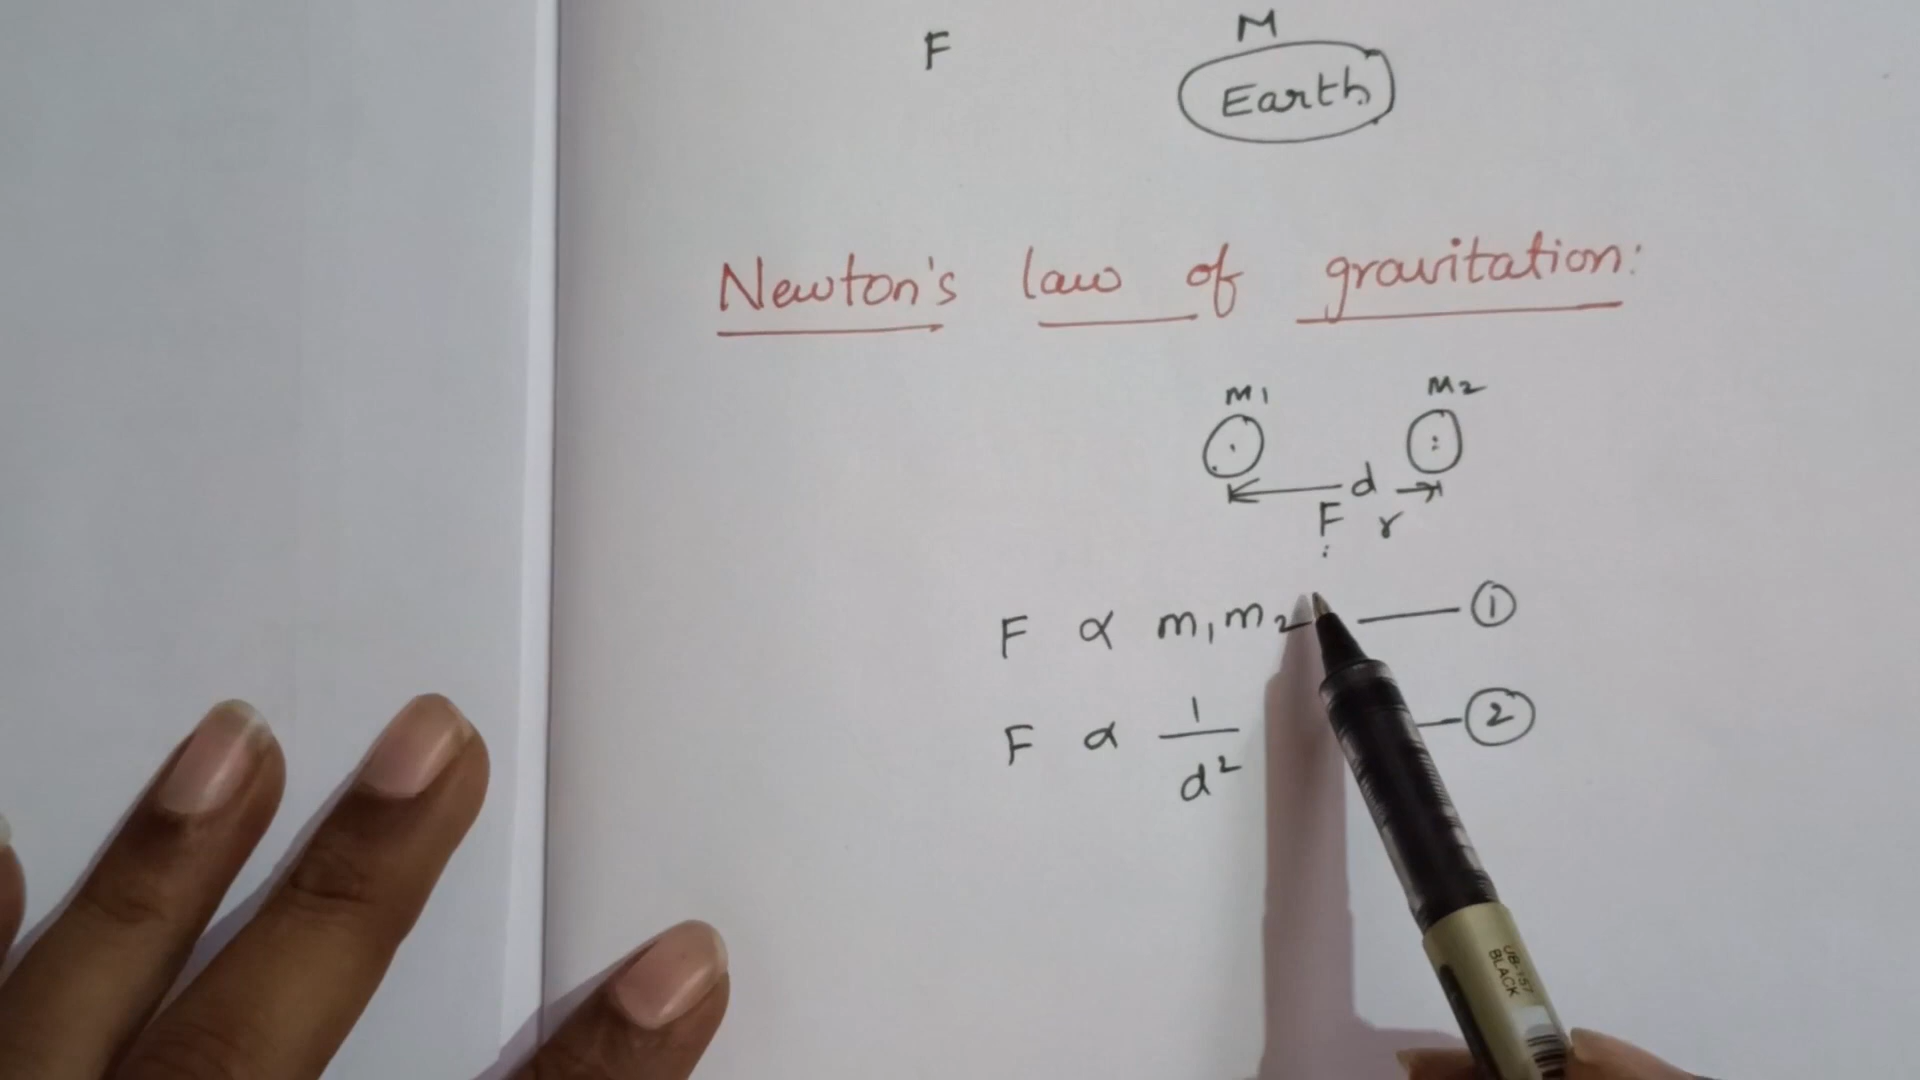 M
F
Earth
Newton's law of gravitation:
m1 m2
d
F r
F ∝ m1m2 —— ①
F ∝ 1/d² — ②
UB-157
BLACK